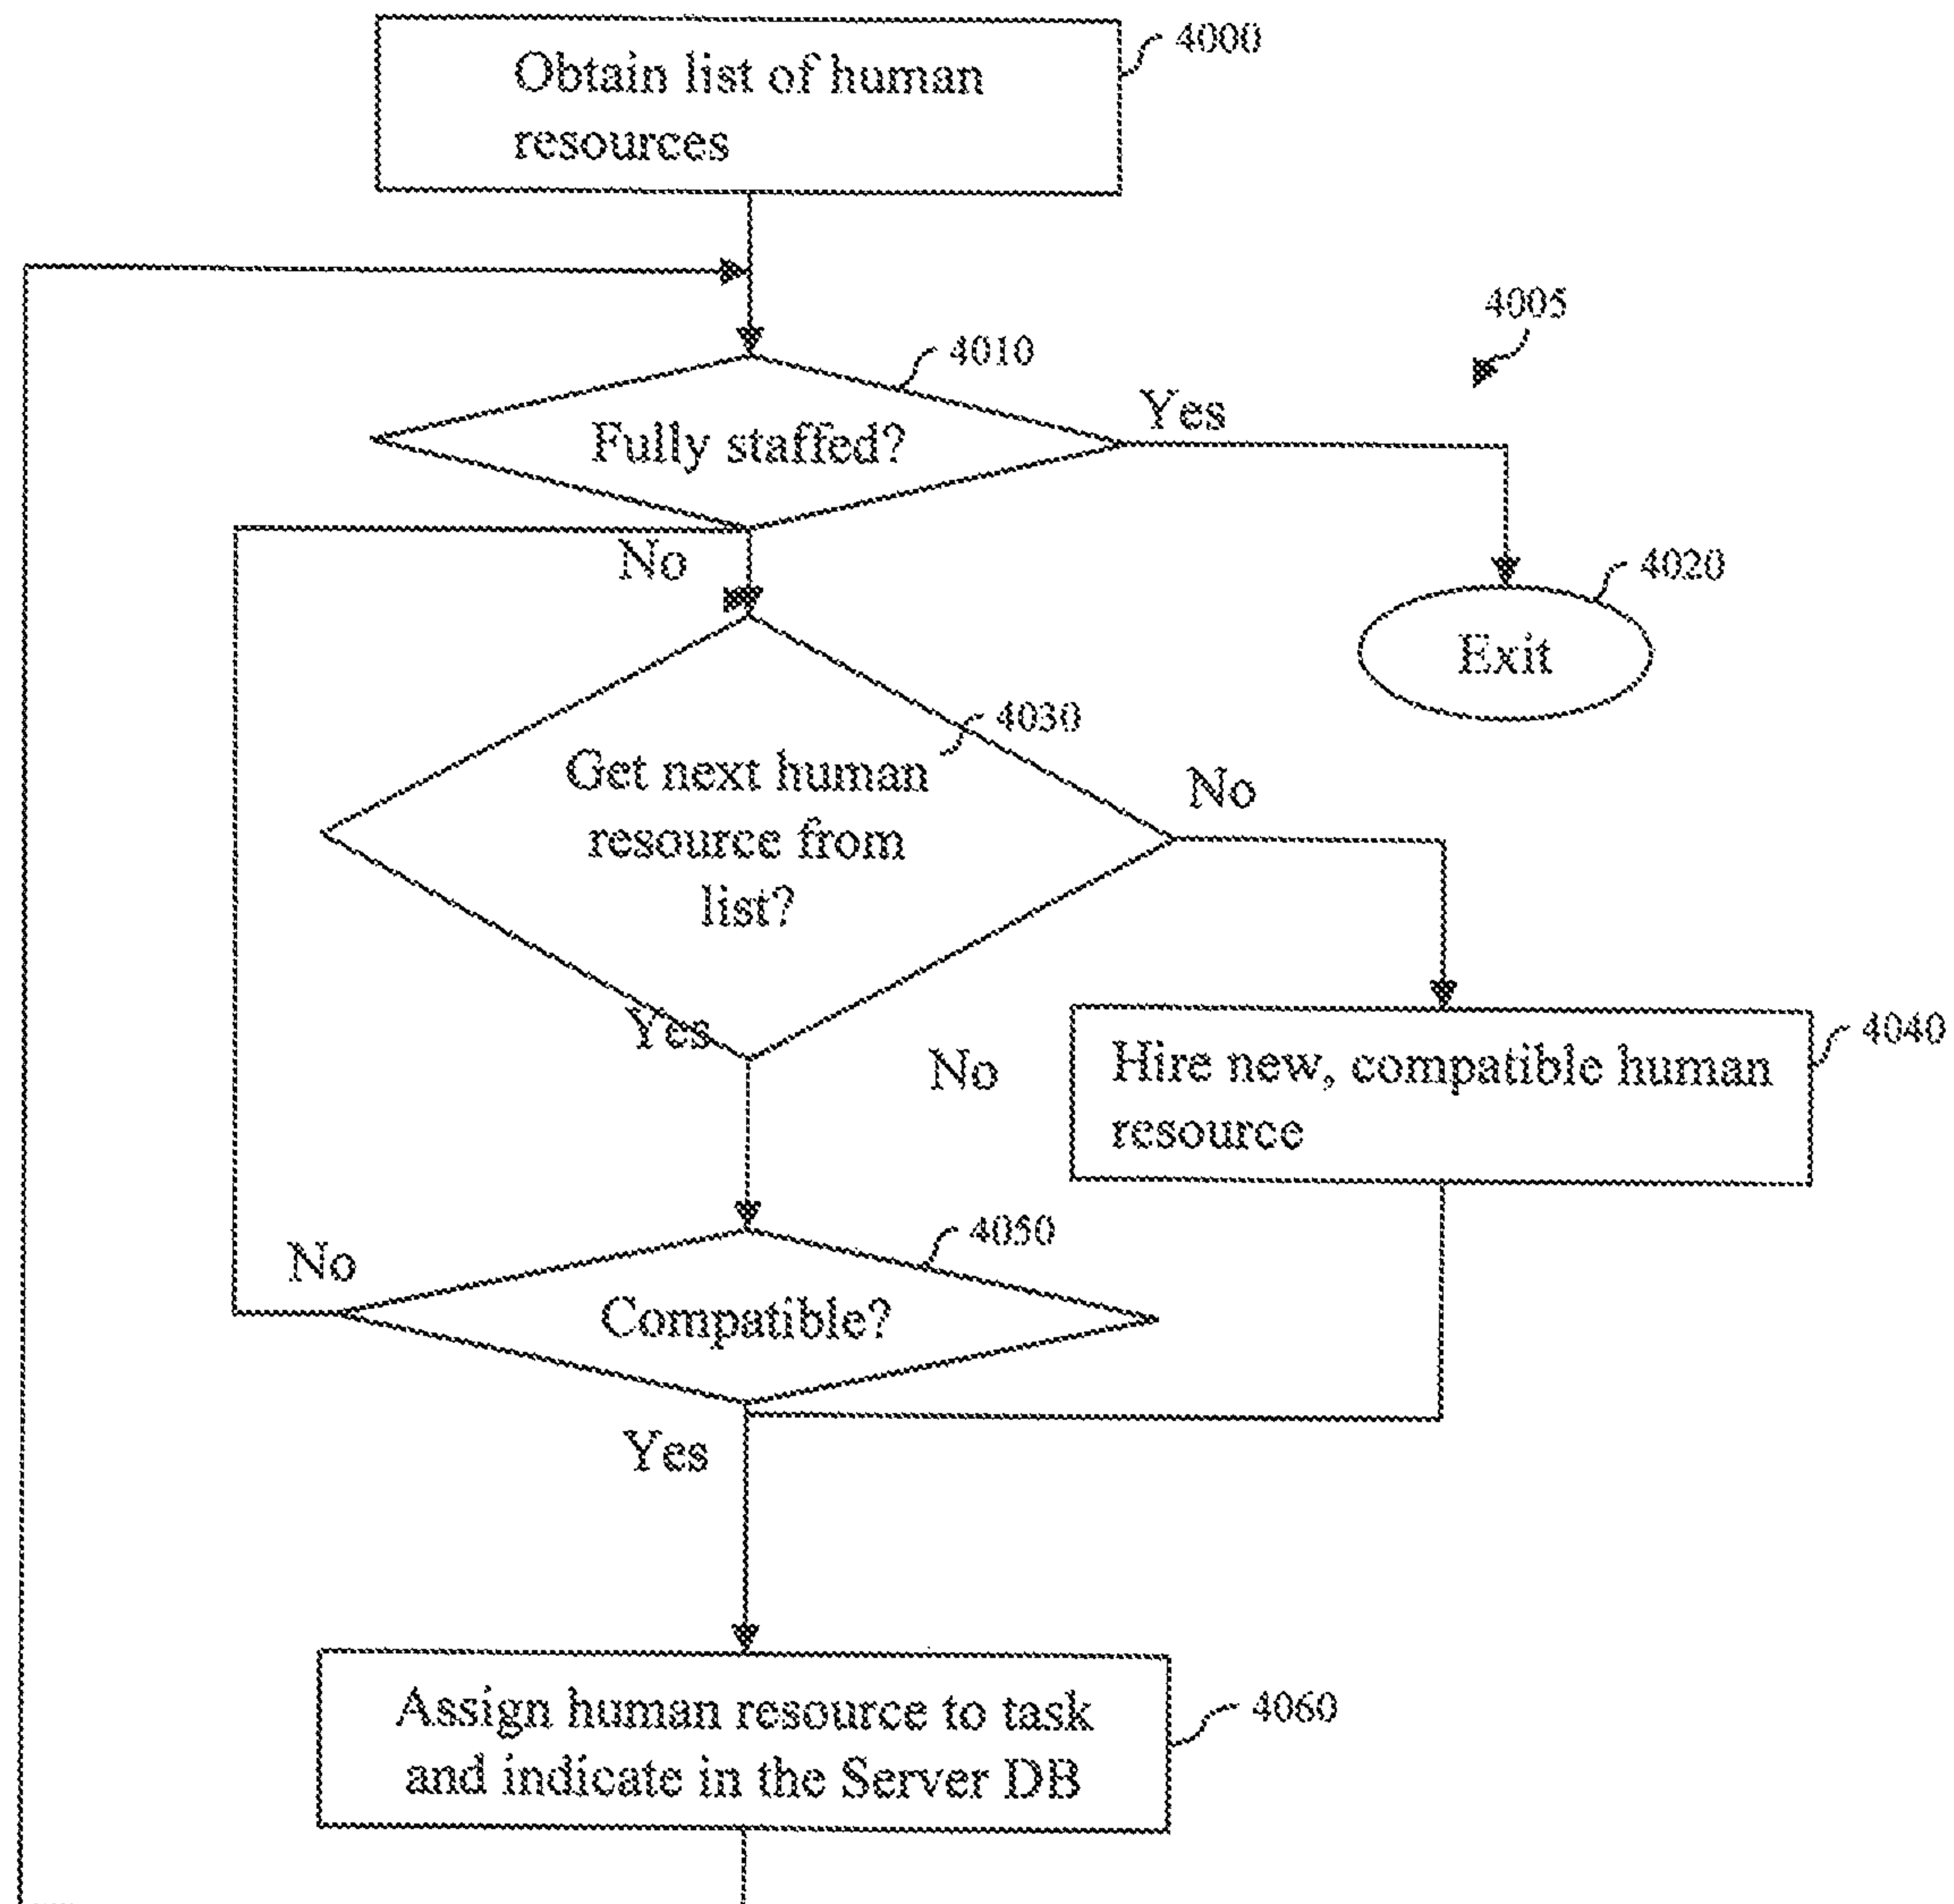 4000
Obtain list of human
resources
4005
4010
Yes
Fully staffed?
No
4020
Exit
4030
Get next human
resource from
list?
No
Yes
No
4040
Hire new, compatible human
resource
4050
No
Compatible?
Yes
4060
Assign human resource to task
and indicate in the Server DB